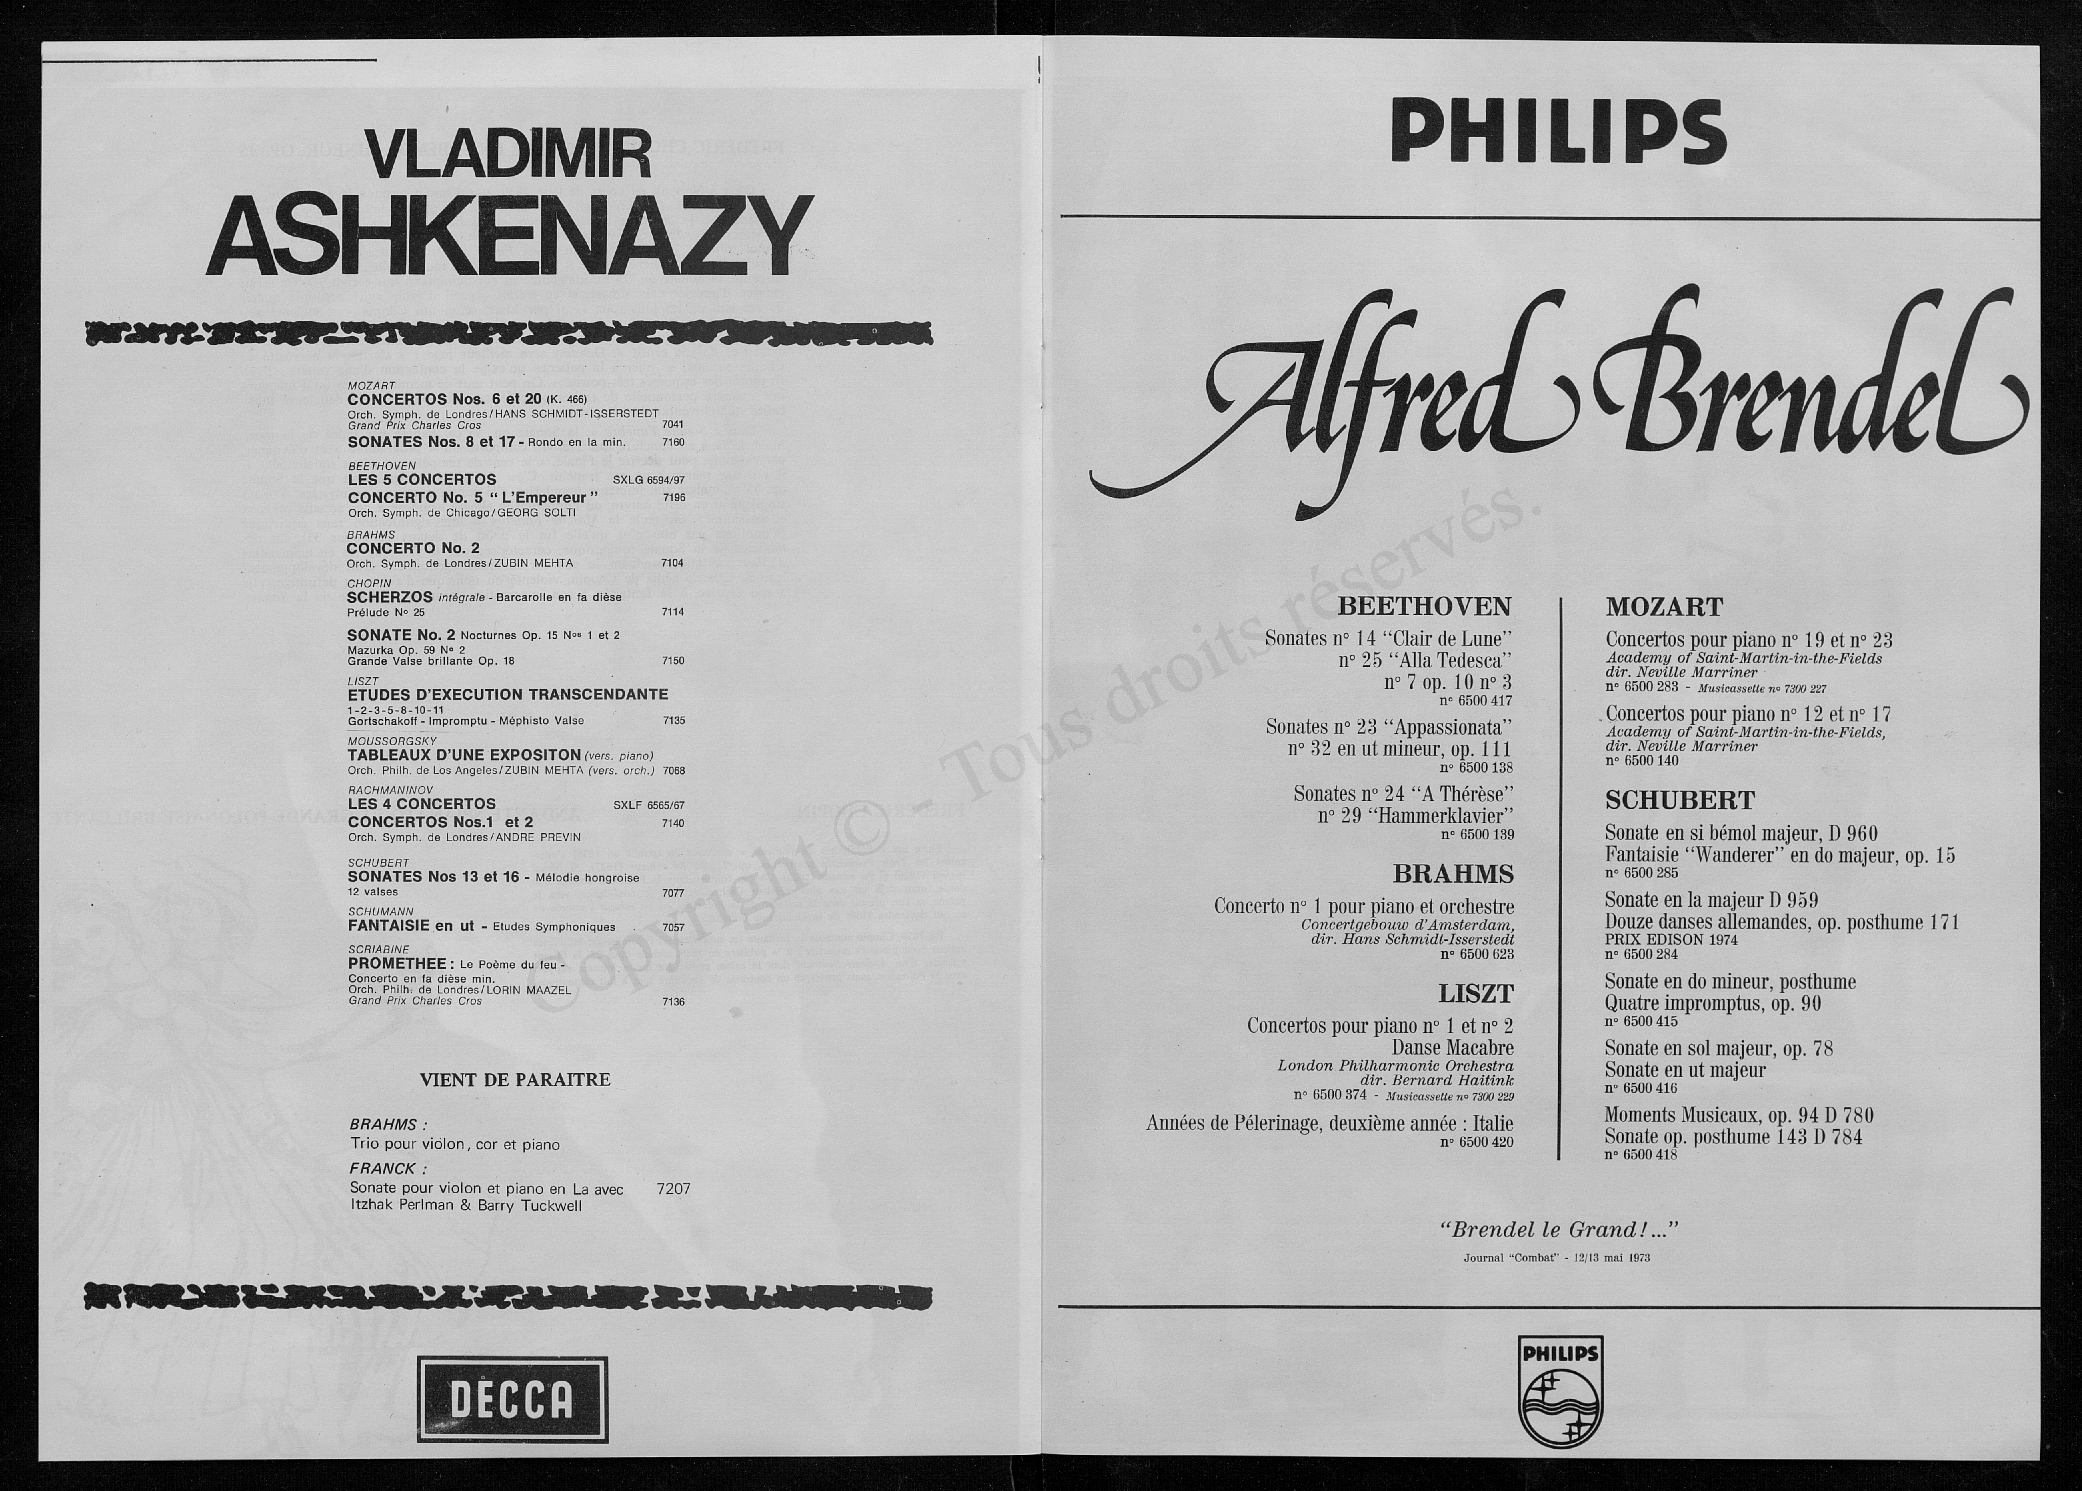 VLADIMIR
ASHKENAZY
MOZART
CONCERTOS Nos. 6 et 20 (K. 466)
Orch. Symph. de Londres/HANS SCHMIDT-ISSERSTEDT
Grand Prix Charles Cros 7041
SONATES Nos. 8 et 17 - Rondo en la min. 7160
BEETHOVEN
LES 5 CONCERTOS SXLG 6594/97
CONCERTO No. 5 "L'Empereur" 7196
Orch. Symph. de Chicago/GEORG SOLTI
BRAHMS
CONCERTO No. 2
Orch. Symph. de Londres/ZUBIN MEHTA 7104
CHOPIN
SCHERZOS intégrale - Barcarolle en fa dièse
Prélude No 25 7114
SONATE No. 2 Nocturnes Op. 15 Nos 1 et 2
Mazurka Op. 59 No 2
Grande Valse brillante Op. 18 7150
LISZT
ETUDES D'EXECUTION TRANSCENDANTE
1-2-3-5-8-10-11
Gortschakoff - Impromptu - Méphisto Valse 7135
MOUSSORGSKY
TABLEAUX D'UNE EXPOSITON (vers. piano)
Orch. Philh. de Los Angeles/ZUBIN MEHTA (vers. orch.) 7068
RACHMANINOV
LES 4 CONCERTOS SXLF 6565/67
CONCERTOS Nos.1 et 2 7140
Orch. Symph. de Londres/ANDRE PREVIN
SCHUBERT
SONATES Nos 13 et 16 - Mélodie hongroise
12 valses 7077
SCHUMANN
FANTAISIE en ut - Etudes Symphoniques 7057
SCRIABINE
PROMETHEE : Le Poème du feu -
Concerto en fa dièse min.
Orch. Philh. de Londres/LORIN MAAZEL
Grand Prix Charles Cros 7136
VIENT DE PARAITRE
BRAHMS :
Trio pour violon, cor et piano
FRANCK :
Sonate pour violon et piano en La avec 7207
Itzhak Perlman & Barry Tuckwell
DECCA
PHILIPS
Alfred Brendel
BEETHOVEN
Sonates n° 14 "Clair de Lune"
n° 25 "Alla Tedesca"
n° 7 op. 10 n° 3
n° 6500 417
Sonates n° 23 "Appassionata"
n° 32 en ut mineur, op. 111
n° 6500 138
Sonates n° 24 "A Thérèse"
n° 29 "Hammerklavier"
n° 6500 139
BRAHMS
Concerto n° 1 pour piano et orchestre
Concertgebouw d'Amsterdam,
dir. Hans Schmidt-Isserstedt
n° 6500 623
LISZT
Concertos pour piano n° 1 et n° 2
Danse Macabre
London Philharmonic Orchestra
dir. Bernard Haitink
n° 6500 374 - Musicassette n° 7300 229
Années de Pélerinage, deuxième année : Italie
n° 6500 420
MOZART
Concertos pour piano n° 19 et n° 23
Academy of Saint-Martin-in-the-Fields
dir. Neville Marriner
n° 6500 283 - Musicassette n° 7300 227
Concertos pour piano n° 12 et n° 17
Academy of Saint-Martin-in-the-Fields,
dir. Neville Marriner
n° 6500 140
SCHUBERT
Sonate en si bémol majeur, D 960
Fantaisie "Wanderer" en do majeur, op. 15
n° 6500 285
Sonate en la majeur D 959
Douze danses allemandes, op. posthume 171
PRIX EDISON 1974
n° 6500 284
Sonate en do mineur, posthume
Quatre impromptus, op. 90
n° 6500 415
Sonate en sol majeur, op. 78
Sonate en ut majeur
n° 6500 416
Moments Musicaux, op. 94 D 780
Sonate op. posthume 143 D 784
n° 6500 418
"Brendel le Grand!..."
Journal "Combat" - 12/13 mai 1973
PHILIPS
Copyright © - Tous droits réservés.